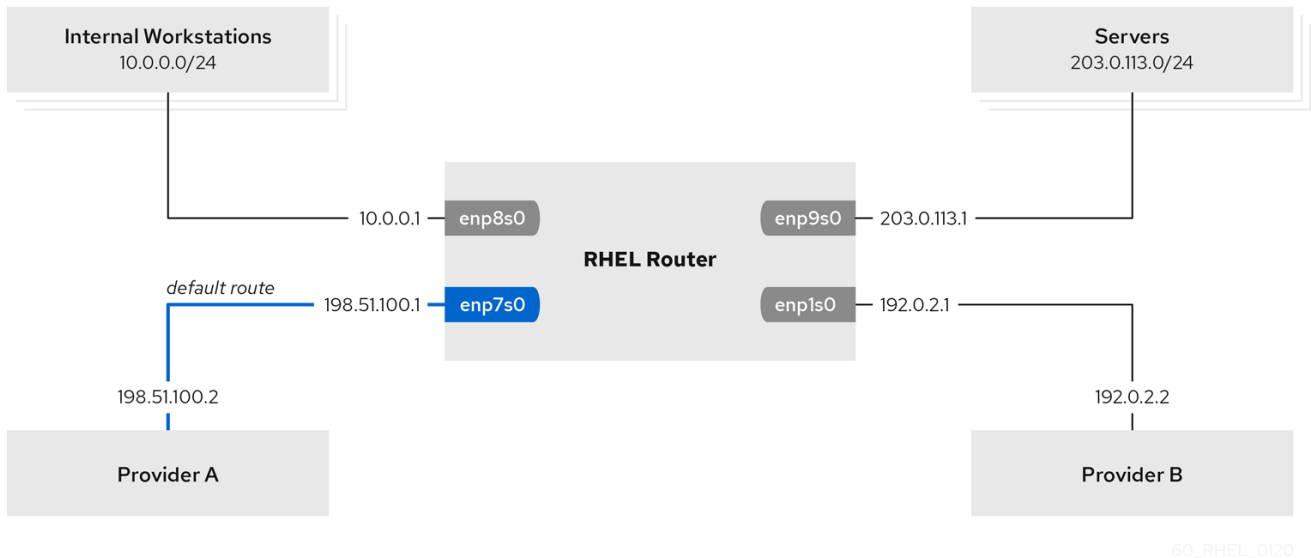 Internal Workstations
10.0.0.0/24
Servers
203.0.113.0/24
10.0.0.1
enp8s0
enp9s0
203.0.113.1
RHEL Router
default route
198.51.100.1
enp7s0
enp1s0
192.0.2.1
198.51.100.2
192.0.2.2
Provider A
Provider B
60_RHEL_0120